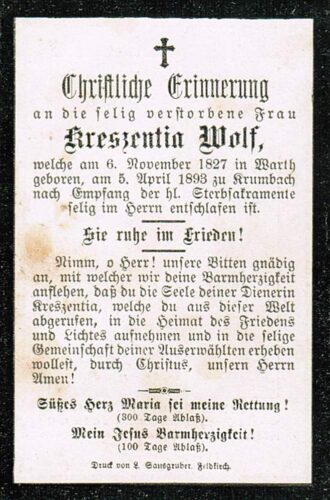 Christliche Erinnerung
an die selig verstorbene Frau
Kreszentia Wolf,
welche am 6. November 1827 in Warth
geboren, am 5. April 1893 zu Krumbach
nach Empfang der hl. Sterbsakramente
selig im Herrn entschlafen ist.
Sie ruhe im Frieden!
Nimm, o Herr! unsere Bitten gnädig
an, mit welcher wir deine Barmherzigkeit
anflehen, daß du die Seele deiner Dienerin
Kreszentia, welche du aus dieser Welt
abgerufen, in die Heimat des Friedens
und Lichtes aufnehmen und in die selige
Gemeinschaft deiner Auserwählten erheben
wollest, durch Christus, unsern Herrn
Amen!
Süßes Herz Maria sei meine Rettung!
(300 Tage Ablaß).
Mein Jesus Barmherzigkeit!
(100 Tage Ablaß.)
Druck von L. Sausgruber. Feldkirch.